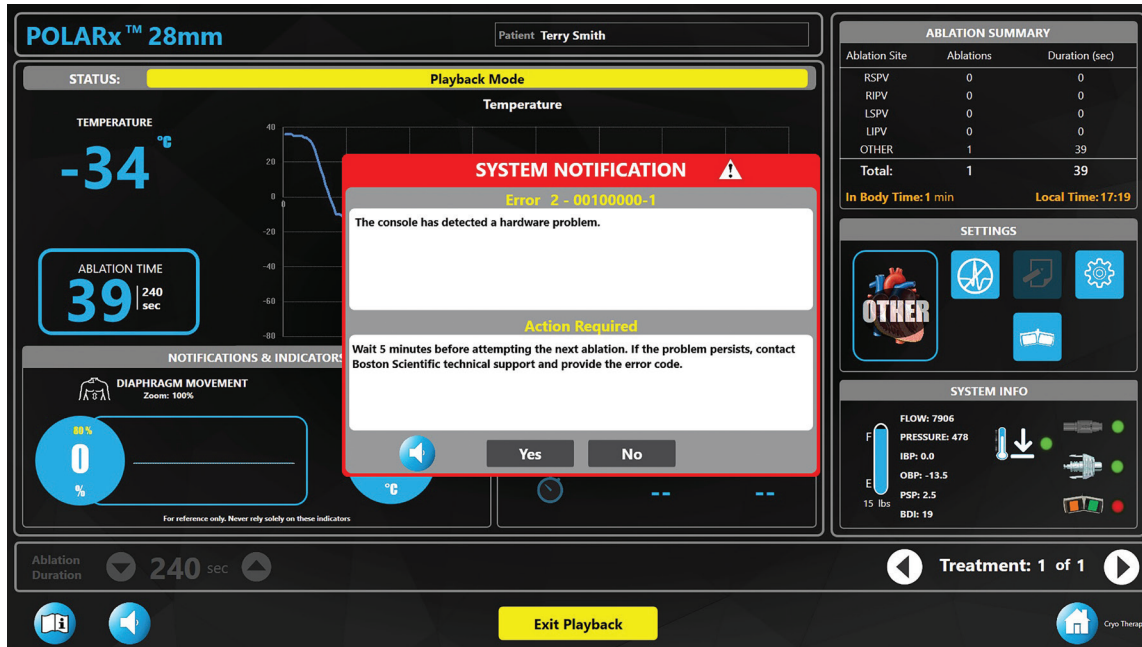 POLARx™ 28mm
Patient Terry Smith
STATUS:
Playback Mode
TEMPERATURE
-34 °C
Temperature
40
20
0
0
-20
-40
-60
-80
ABLATION TIME
39 240 sec
NOTIFICATIONS & INDICATORS
DIAPHRAGM MOVEMENT
Zoom: 100%
80 %
0
%
°C
-- --
For reference only. Never rely solely on these indicators
SYSTEM NOTIFICATION
Error 2 - 00100000-1
The console has detected a hardware problem.
Action Required
Wait 5 minutes before attempting the next ablation. If the problem persists, contact
Boston Scientific technical support and provide the error code.
Yes No
ABLATION SUMMARY
Ablation Site Ablations Duration (sec)
RSPV 0 0
RIPV 0 0
LSPV 0 0
LIPV 0 0
OTHER 1 39
Total: 1 39
In Body Time: 1 min Local Time: 17:19
SETTINGS
OTHER
SYSTEM INFO
F
E
15 lbs
FLOW: 7906
PRESSURE: 478
IBP: 0.0
OBP: -13.5
PSP: 2.5
BDI: 19
Ablation
Duration
240 sec
Treatment: 1 of 1
Exit Playback
Cryo Therap